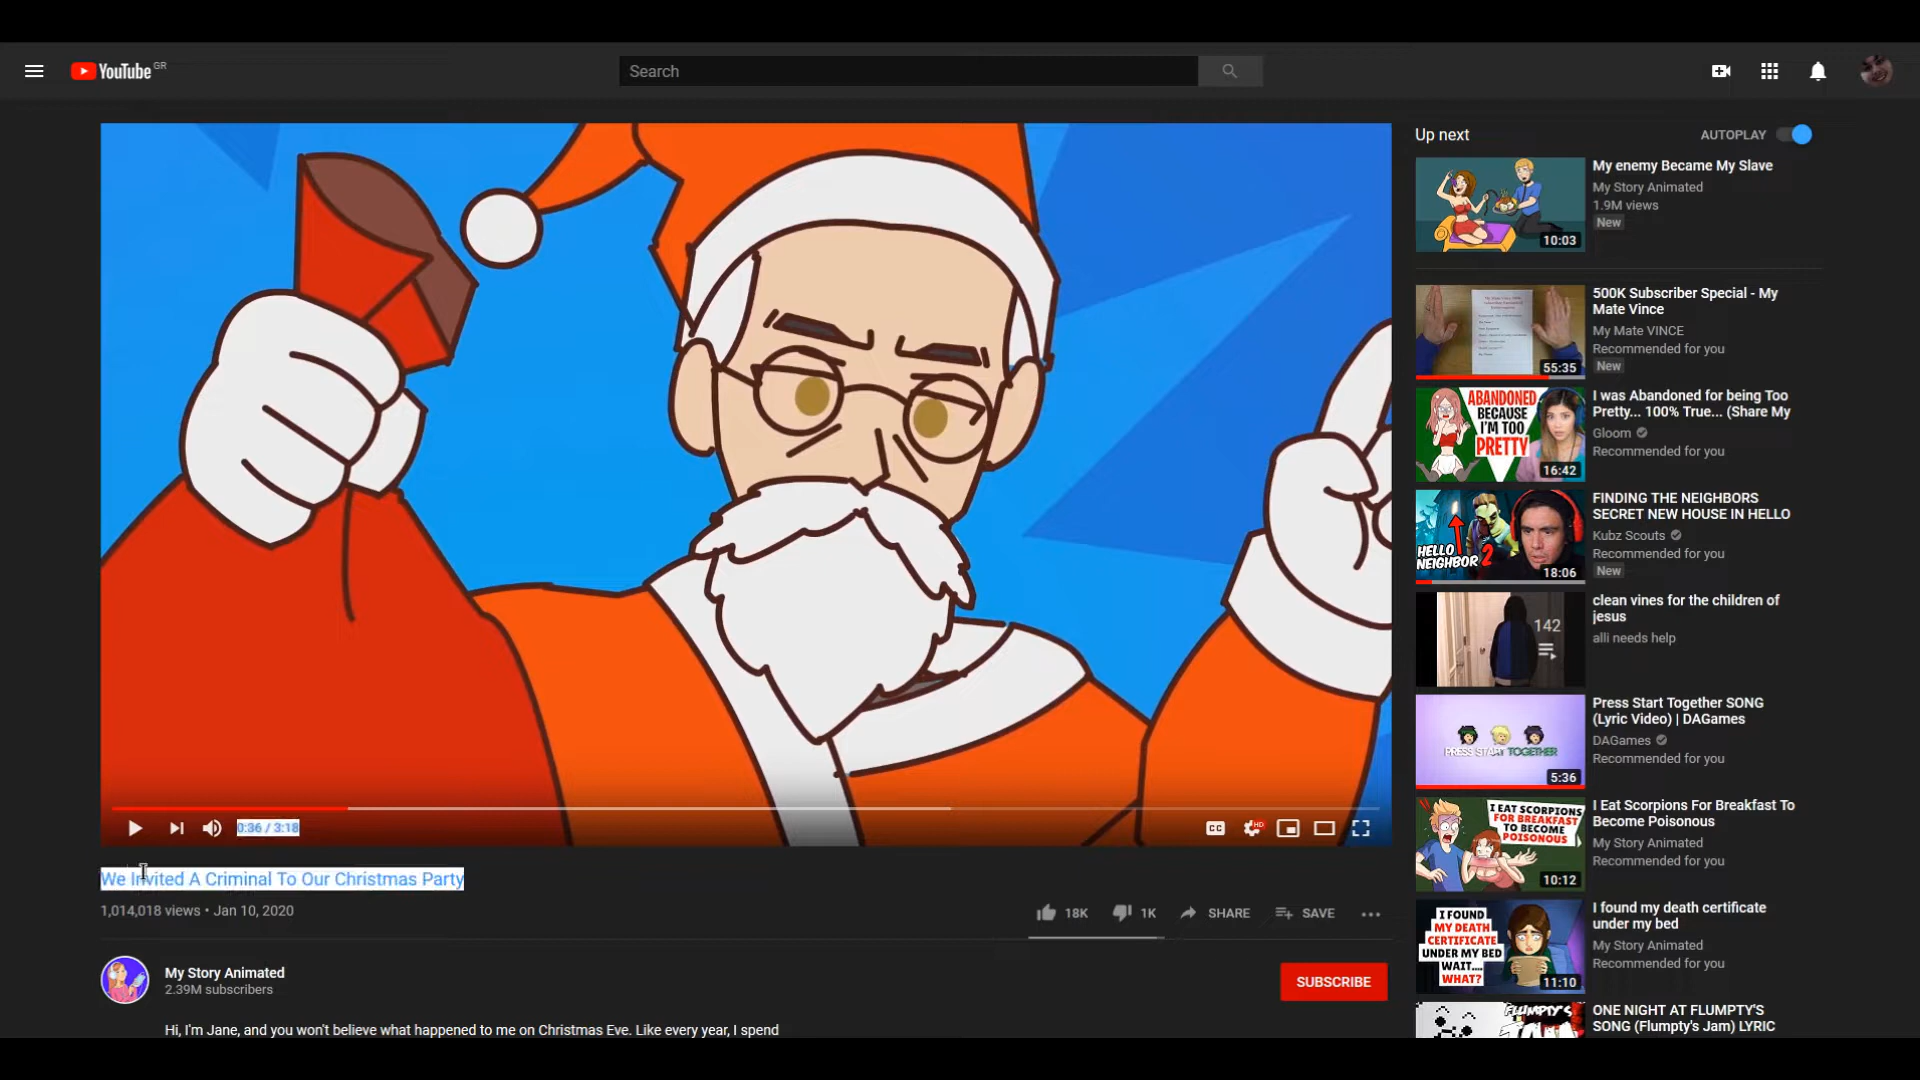 YouTube GR
Search
Up next
AUTOPLAY
My enemy Became My Slave
My Story Animated
1.9M views
New
10:03
500K Subscriber Special - My
Mate Vince
My Mate VINCE
Recommended for you
New
55:35
ABANDONED
BECAUSE
I'M TOO
PRETTY
16:42
I was Abandoned for being Too
Pretty... 100% True... (Share My
Gloom
Recommended for you
HELLO
NEIGHBOR 2
18:06
FINDING THE NEIGHBORS
SECRET NEW HOUSE IN HELLO
Kubz Scouts
Recommended for you
New
142
clean vines for the children of
jesus
alli needs help
PRESS START TOGETHER
5:36
Press Start Together SONG
(Lyric Video) | DAGames
DAGames
Recommended for you
I EAT SCORPIONS
FOR BREAKFAST
TO BECOME
POISONOUS
10:12
I Eat Scorpions For Breakfast To
Become Poisonous
My Story Animated
Recommended for you
I FOUND
MY DEATH
CERTIFICATE
UNDER MY BED
WAIT....
WHAT?
11:10
I found my death certificate
under my bed
My Story Animated
Recommended for you
FLUMPTY'S
ONE NIGHT AT FLUMPTY'S
SONG (Flumpty's Jam) LYRIC
0:36 / 3:18
CC
HD
We Invited A Criminal To Our Christmas Party
1,014,018 views • Jan 10, 2020
18K
1K
SHARE
SAVE
My Story Animated
2.39M subscribers
SUBSCRIBE
Hi, I'm Jane, and you won't believe what happened to me on Christmas Eve. Like every year, I spend